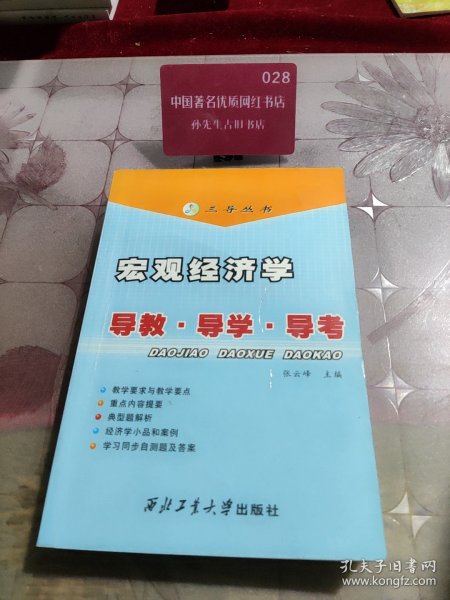 028
中国著名优质网红书店
孙先生古旧书店
三导丛书
宏观经济学
导教·导学·导考
DAOJIAO DAOXUE DAOKAO
张云峰 主编
教学要求与教学要点
重点内容提要
典型题解析
经济学小品和案例
学习同步自测题及答案
西北工业大学出版社
孔夫子旧书网
www.kongfz.com